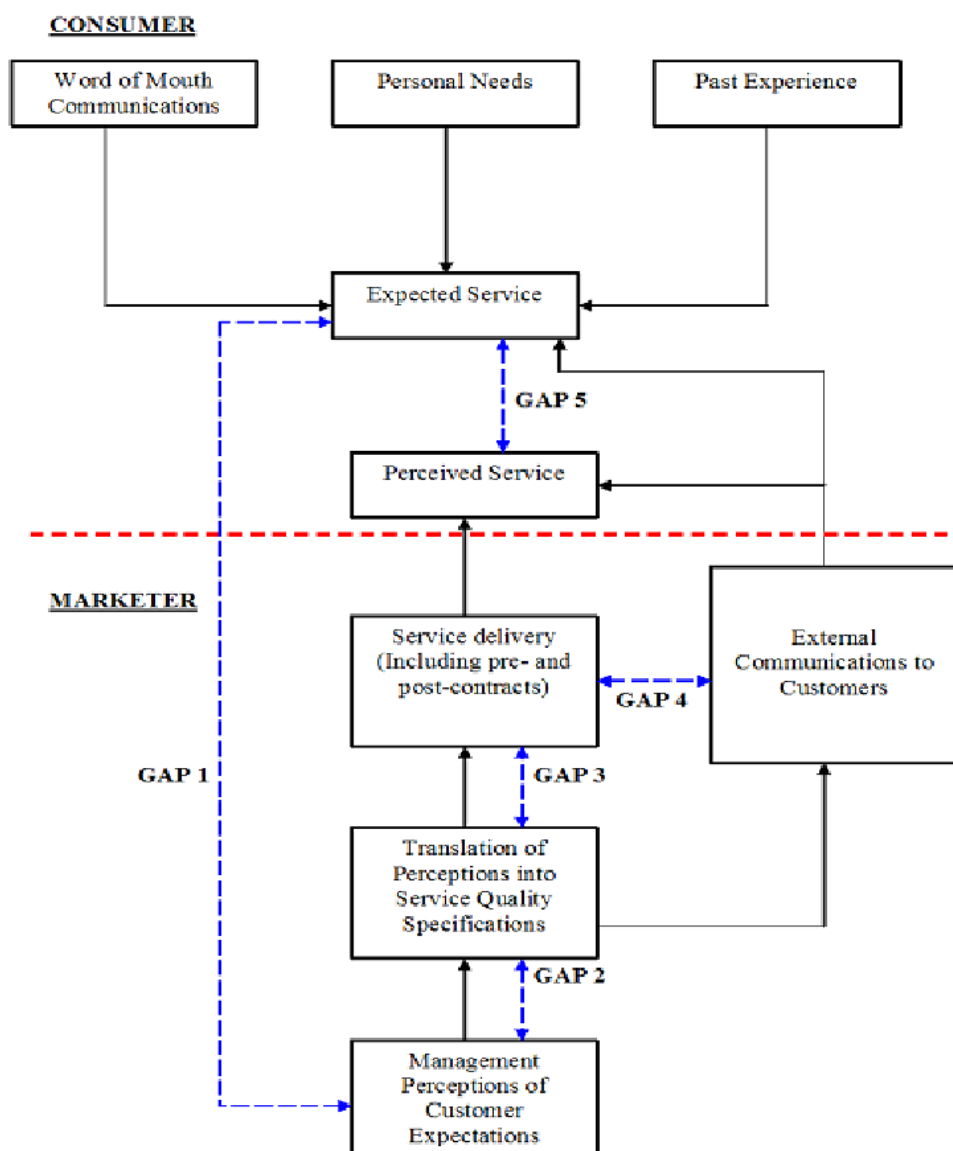 CONSUMER
Word of Mouth
Communications
Personal Needs
Past Experience
Expected Service
GAP 5
Perceived Service
MARKETER
Service delivery
(Including pre- and
post-contracts)
External
Communications to
Customers
GAP 4
GAP 1
GAP 3
Translation of
Perceptions into
Service Quality
Specifications
GAP 2
Management
Perceptions of
Customer
Expectations